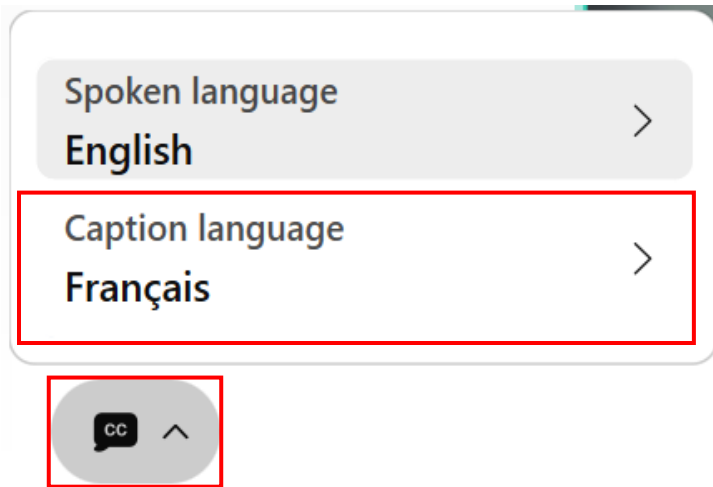 Spoken language
English
Caption language
Français
CC